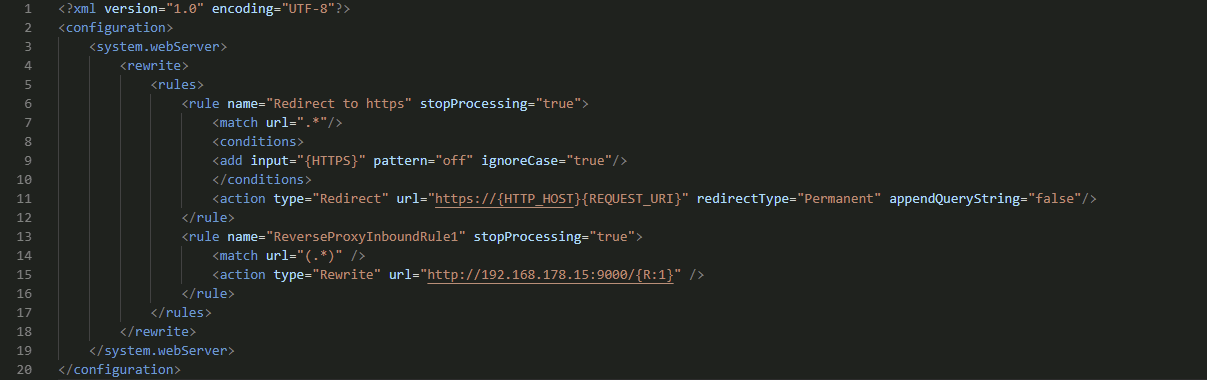 1 <?xml version="1.0" encoding="UTF-8"?>
2 <configuration>
3 <system.webServer>
4 <rewrite>
5 <rules>
6 <rule name="Redirect to https" stopProcessing="true">
7 <match url=".*"/>
8 <conditions>
9 <add input="{HTTPS}" pattern="off" ignoreCase="true"/>
10 </conditions>
11 <action type="Redirect" url="https://{HTTP_HOST}{REQUEST_URI}" redirectType="Permanent" appendQueryString="false"/>
12 </rule>
13 <rule name="ReverseProxyInboundRule1" stopProcessing="true">
14 <match url="(.*)" />
15 <action type="Rewrite" url="http://192.168.178.15:9000/{R:1}" />
16 </rule>
17 </rules>
18 </rewrite>
19 </system.webServer>
20 </configuration>